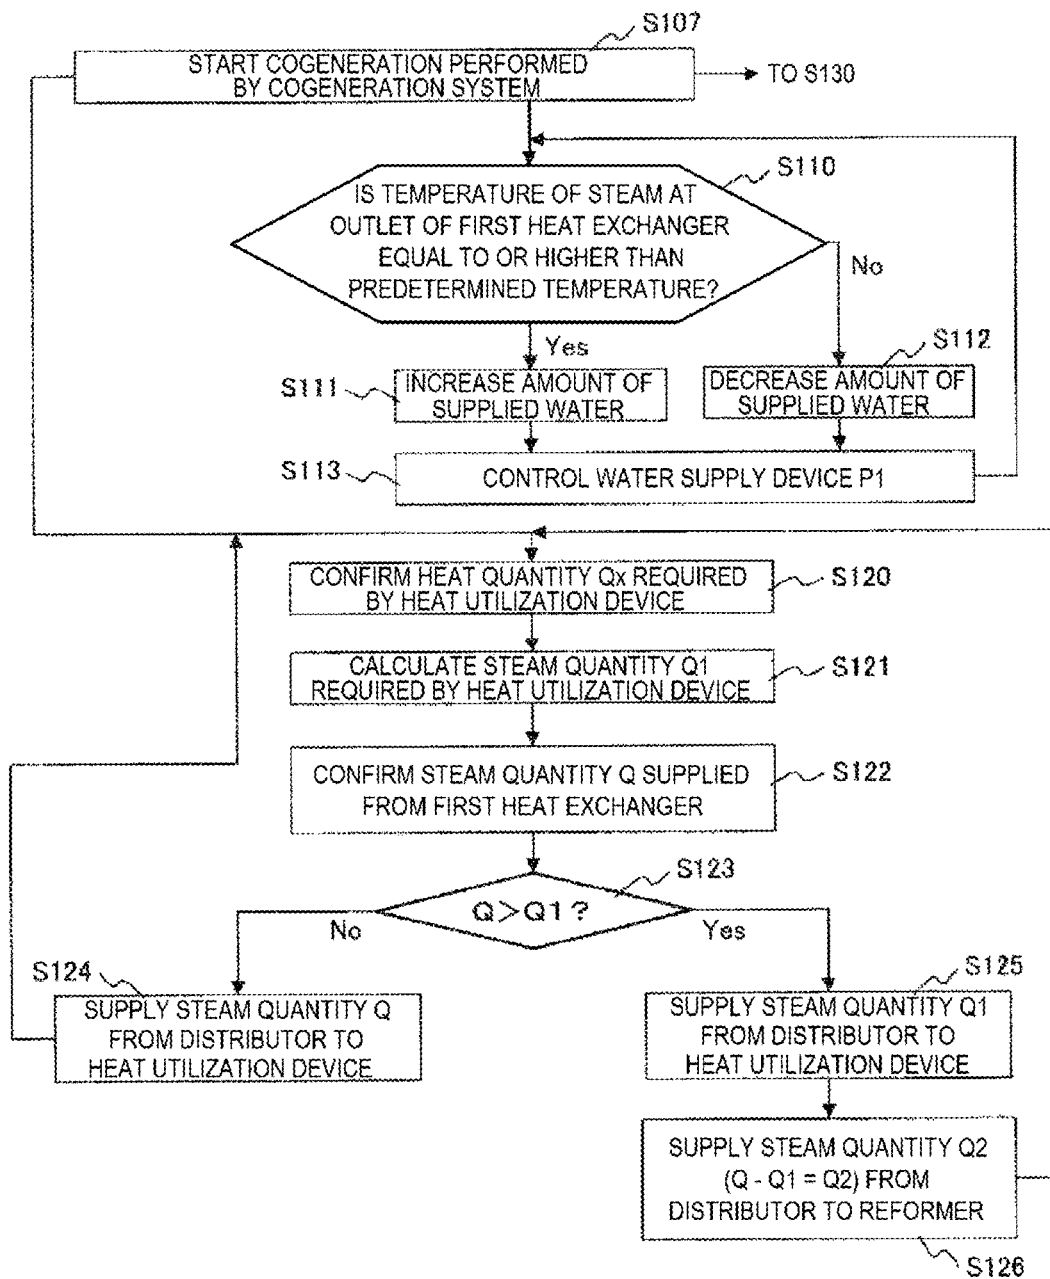 S107
START COGENERATION PERFORMED
BY COGENERATION SYSTEM
TO S130
S110
IS TEMPERATURE OF STEAM AT
OUTLET OF FIRST HEAT EXCHANGER
EQUAL TO OR HIGHER THAN
PREDETERMINED TEMPERATURE?
No
Yes
S111
INCREASE AMOUNT OF
SUPPLIED WATER
S112
DECREASE AMOUNT OF
SUPPLIED WATER
S113
CONTROL WATER SUPPLY DEVICE P1
CONFIRM HEAT QUANTITY Qx REQUIRED
BY HEAT UTILIZATION DEVICE
S120
CALCULATE STEAM QUANTITY Q1
REQUIRED BY HEAT UTILIZATION DEVICE
S121
CONFIRM STEAM QUANTITY Q SUPPLIED
FROM FIRST HEAT EXCHANGER
S122
S123
Q>Q1?
No
Yes
S124
SUPPLY STEAM QUANTITY Q
FROM DISTRIBUTOR TO
HEAT UTILIZATION DEVICE
S125
SUPPLY STEAM QUANTITY Q1
FROM DISTRIBUTOR TO
HEAT UTILIZATION DEVICE
SUPPLY STEAM QUANTITY Q2
(Q - Q1 = Q2) FROM
DISTRIBUTOR TO REFORMER
S126